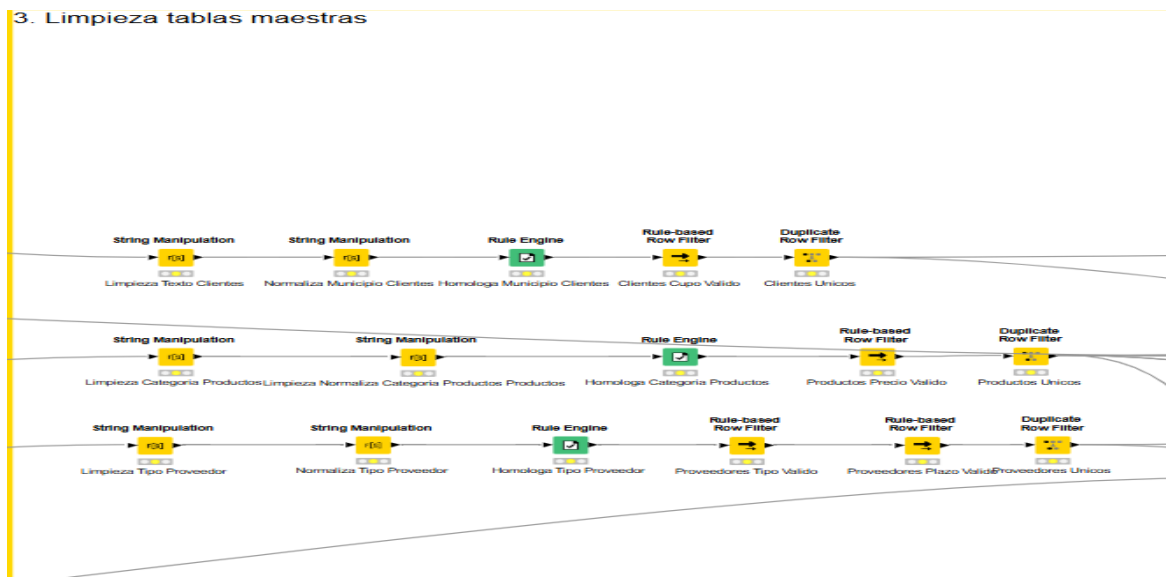 3. Limpieza tablas maestras
String Manipulation
String Manipulation
Rule Engine
Rule-based
Row Filter
Duplicate
Row Filter
Limpieza Texto Clientes
Normaliza Municipio Clientes
Homologa Municipio Clientes
Clientes Cupo Valido
Clientes Unicos
String Manipulation
String Manipulation
Rule Engine
Rule-based
Row Filter
Duplicate
Row Filter
Limpieza Categoria Productos
Limpieza Normaliza Categoria Productos Productos
Homologa Categoria Productos
Productos Precio Valido
Productos Unicos
String Manipulation
String Manipulation
Rule Engine
Rule-based
Row Filter
Rule-based
Row Filter
Duplicate
Row Filter
Limpieza Tipo Proveedor
Normaliza Tipo Proveedor
Homologa Tipo Proveedor
Proveedores Tipo Valido
Proveedores Plazo Valido
Proveedores Unicos